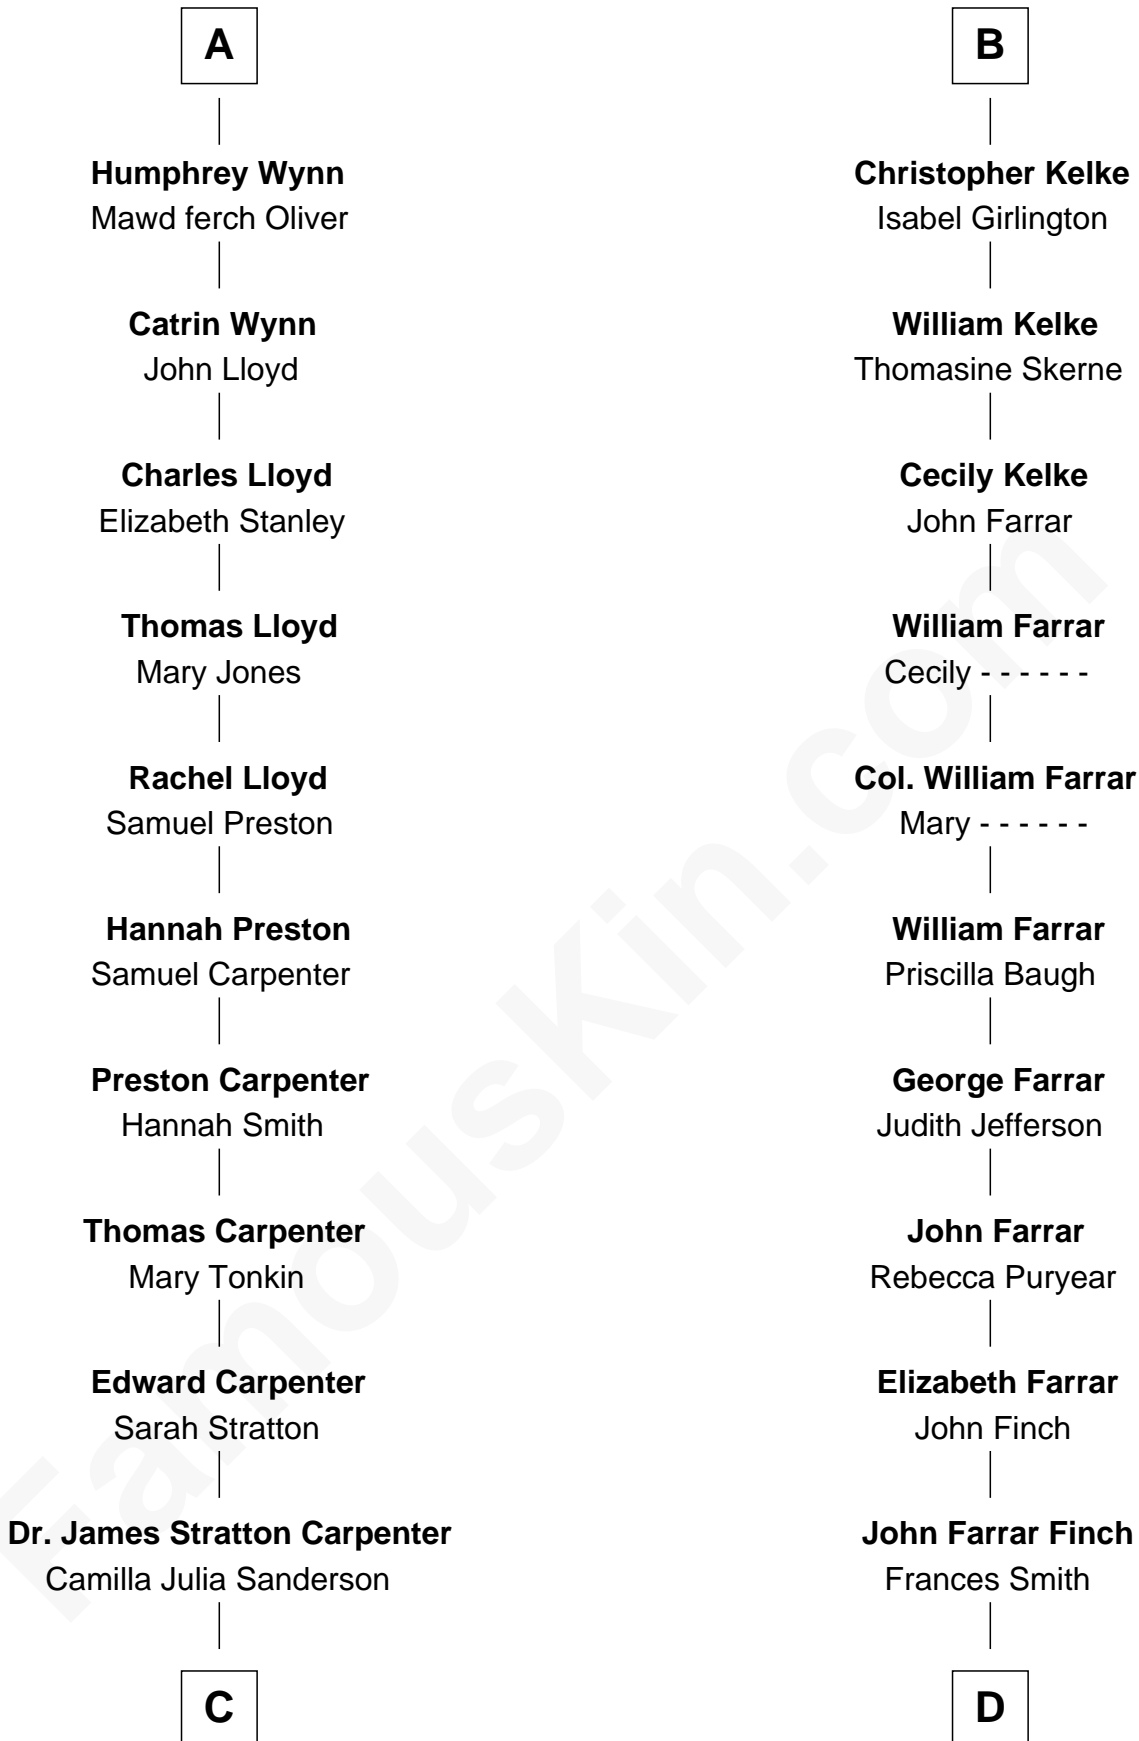 A
Humphrey Wynn
Mawd ferch Oliver
Catrin Wynn
John Lloyd
Charles Lloyd
Elizabeth Stanley
Thomas Lloyd
Mary Jones
Rachel Lloyd
Samuel Preston
Hannah Preston
Samuel Carpenter
Preston Carpenter
Hannah Smith
Thomas Carpenter
Mary Tonkin
Edward Carpenter
Sarah Stratton
Dr. James Stratton Carpenter
Camilla Julia Sanderson
C
B
Christopher Kelke
Isabel Girlington
William Kelke
Thomasine Skerne
Cecily Kelke
John Farrar
William Farrar
Cecily - - - - - -
Col. William Farrar
Mary - - - - - -
William Farrar
Priscilla Baugh
George Farrar
Judith Jefferson
John Farrar
Rebecca Puryear
Elizabeth Farrar
John Finch
John Farrar Finch
Frances Smith
D
FamousKin.com